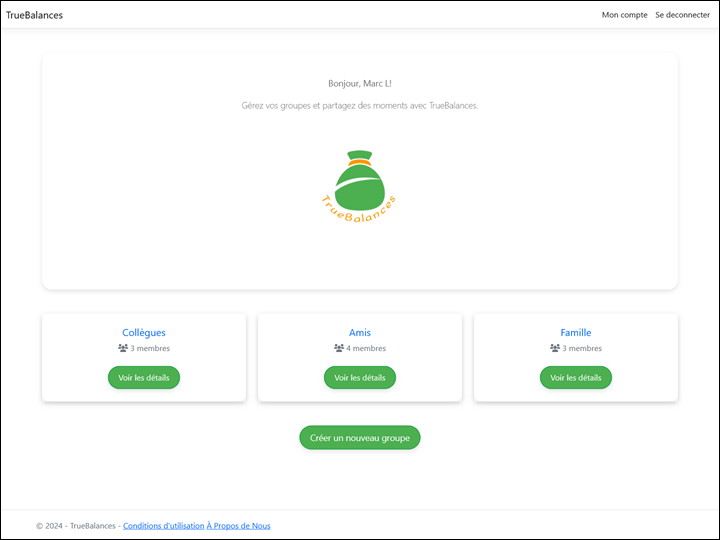 TrueBalances
Mon compte Se deconnecter
Bonjour, Marc L!
Gérez vos groupes et partagez des moments avec TrueBalances.
TrueBalances
Collègues
3 membres
Voir les détails
Amis
4 membres
Voir les détails
Famille
3 membres
Voir les détails
Créer un nouveau groupe
© 2024 - TrueBalances - Conditions d'utilisation À Propos de Nous